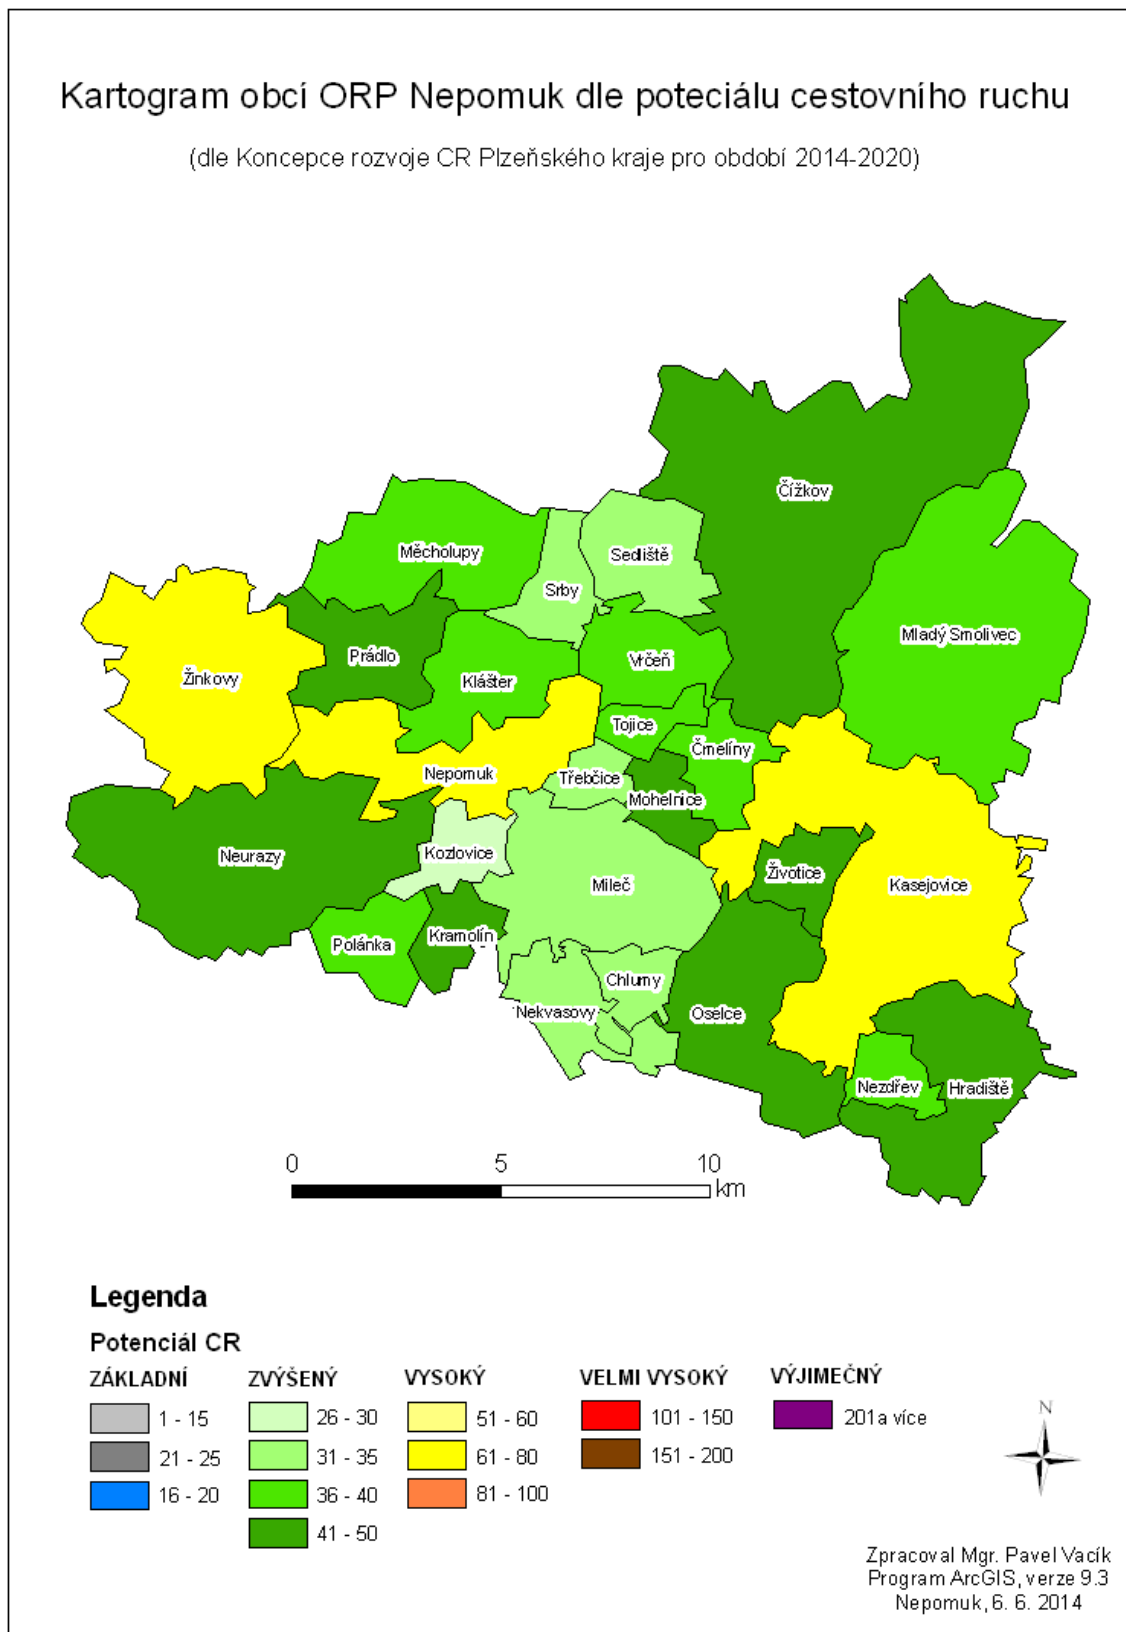 Kartogram obcí ORP Nepomuk dle poteciálu cestovního ruchu
(dle Koncepce rozvoje CR Plzeňského kraje pro období 2014-2020)
Čížkov
Měcholupy
Sedliště
Srby
Mladý Smolivec
Prádlo
Vrčeň
Žinkovy
Klášter
Tojice
Črnelíny
Nepomuk
Třebčice
Mohelnice
Neurazy
Kozlovice
Životice
Mileč
Kasejovice
Polánka
Kramolín
Chlumy
Nekvasovy
Oselce
Nezdřev
Hradiště
0 5 10
km
Legenda
Potenciál CR
ZÁKLADNÍ ZVÝŠENÝ VYSOKÝ VELMI VYSOKÝ VÝJIMEČNÝ
1 - 15 26 - 30 51 - 60 101 - 150 201a více
21 - 25 31 - 35 61 - 80 151 - 200
16 - 20 36 - 40 81 - 100
41 - 50
N
Zpracoval Mgr. Pavel Vacík
Program ArcGIS, verze 9.3
Nepomuk, 6. 6. 2014